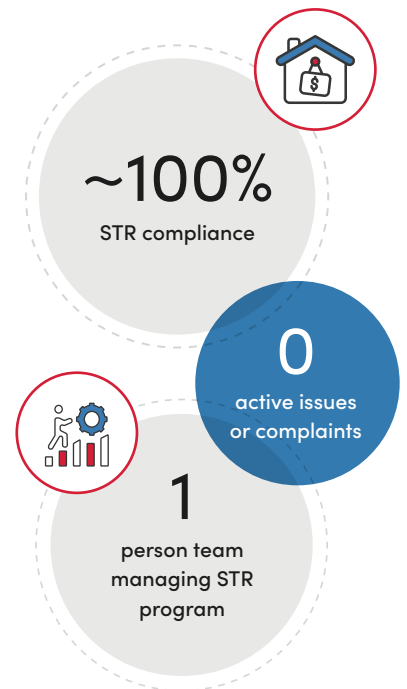 $
~100%
STR compliance
0
active issues
or complaints
1
person team
managing STR
program